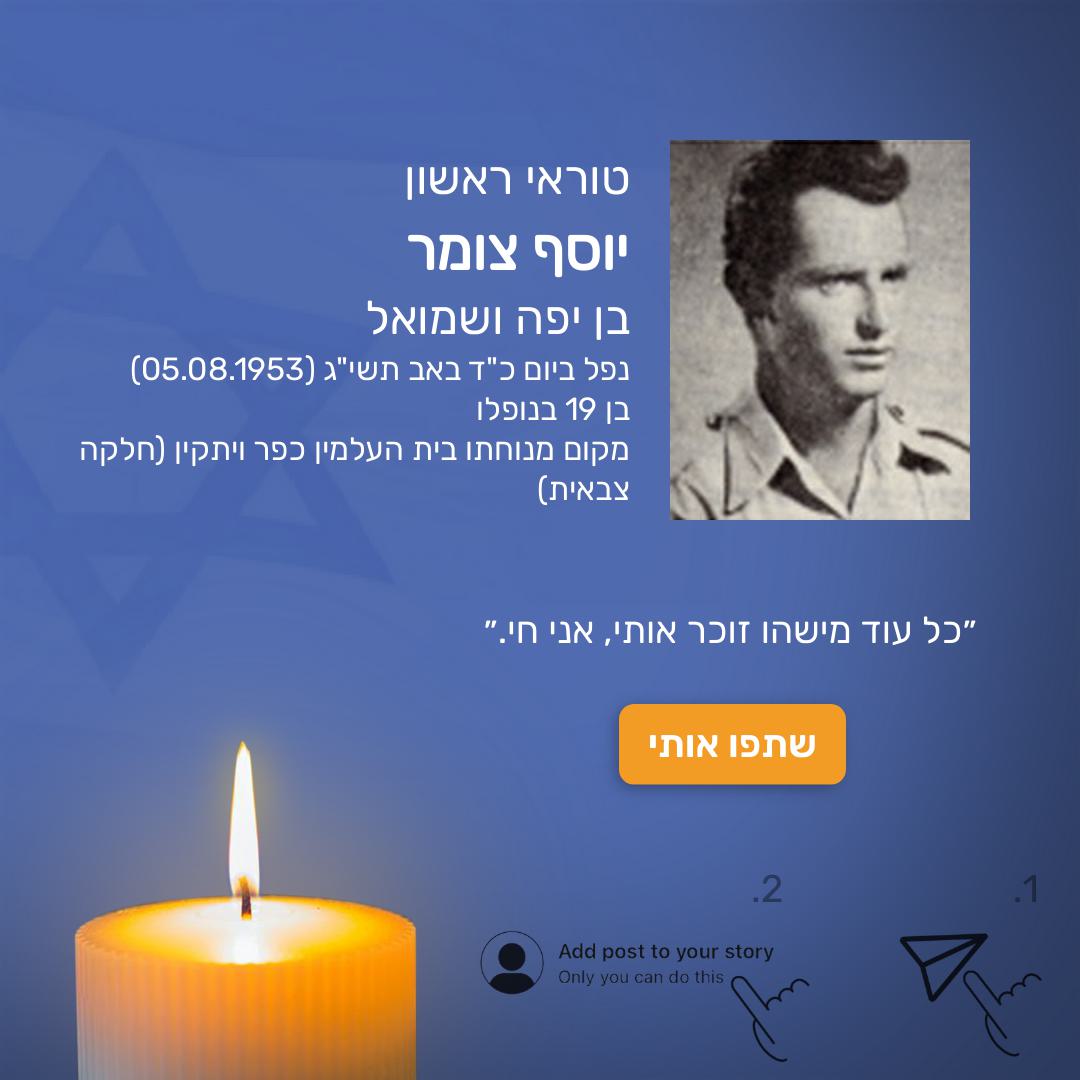 טוראי ראשון
יוסף צומר
בן יפה ושמואל
נפל ביום כ"ד באב תשי"ג (05.08.1953)
בן 19 בנופלו
מקום מנוחתו בית העלמין כפר ויתקין (חלקה
צבאית)
״כל עוד מישהו זוכר אותי, אני חי.״
שתפו אותי
1.
2.
Add post to your story
Only you can do this